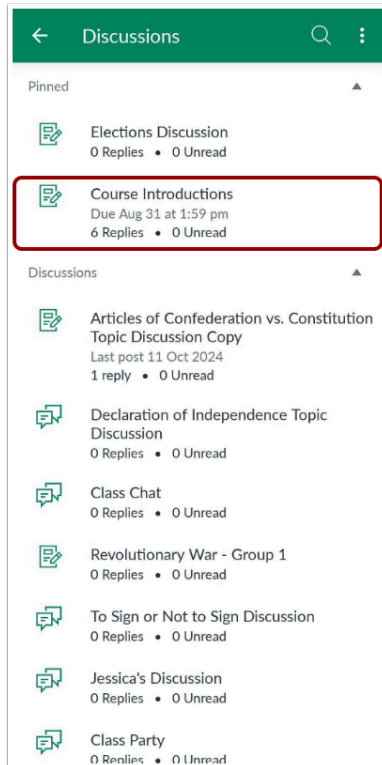 Discussions
Pinned
Elections Discussion
0 Replies • 0 Unread
Course Introductions
Due Aug 31 at 1:59 pm
6 Replies • 0 Unread
Discussions
Articles of Confederation vs. Constitution
Topic Discussion Copy
Last post 11 Oct 2024
1 reply • 0 Unread
Declaration of Independence Topic
Discussion
0 Replies • 0 Unread
Class Chat
0 Replies • 0 Unread
Revolutionary War - Group 1
0 Replies • 0 Unread
To Sign or Not to Sign Discussion
0 Replies • 0 Unread
Jessica's Discussion
0 Replies • 0 Unread
Class Party
0 Replies • 0 Unread